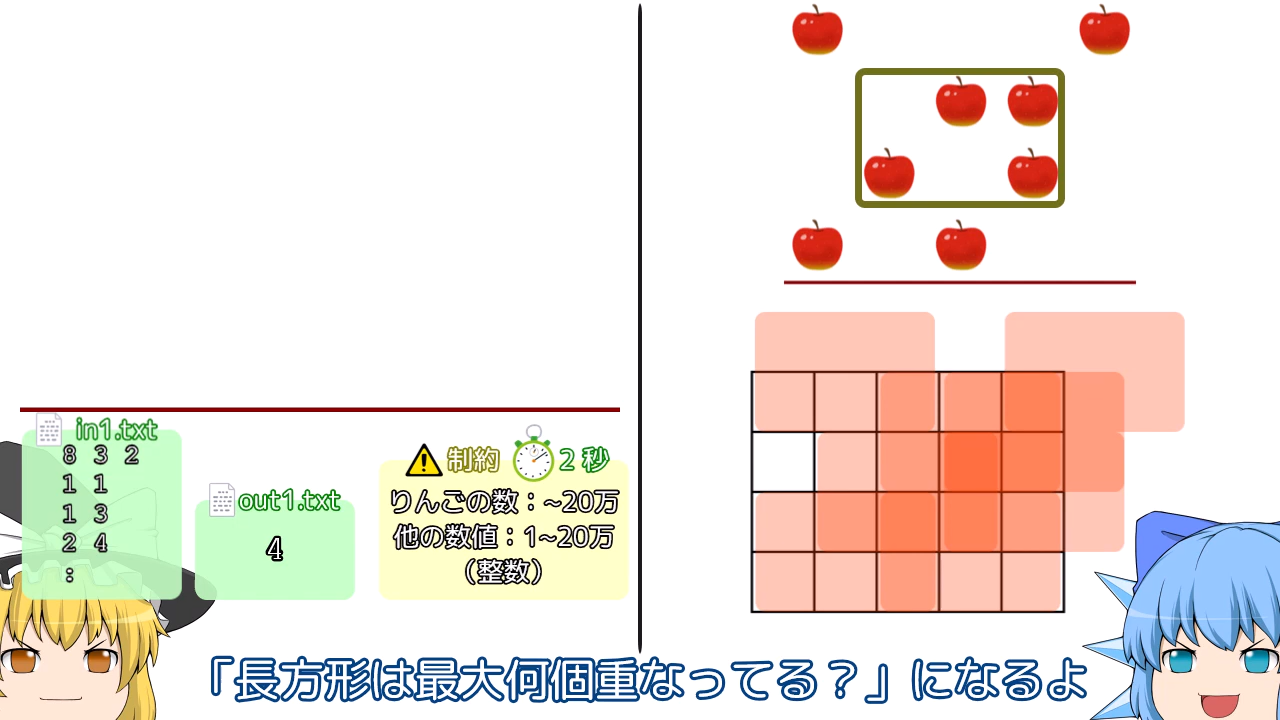 in1.txt
8 3 2
1 1
1 3
2 4
:
out1.txt
4
制約 2 秒
りんごの数：~20万
他の数値：1~20万
（整数）
「長方形は最大何個重なってる？」になるよ